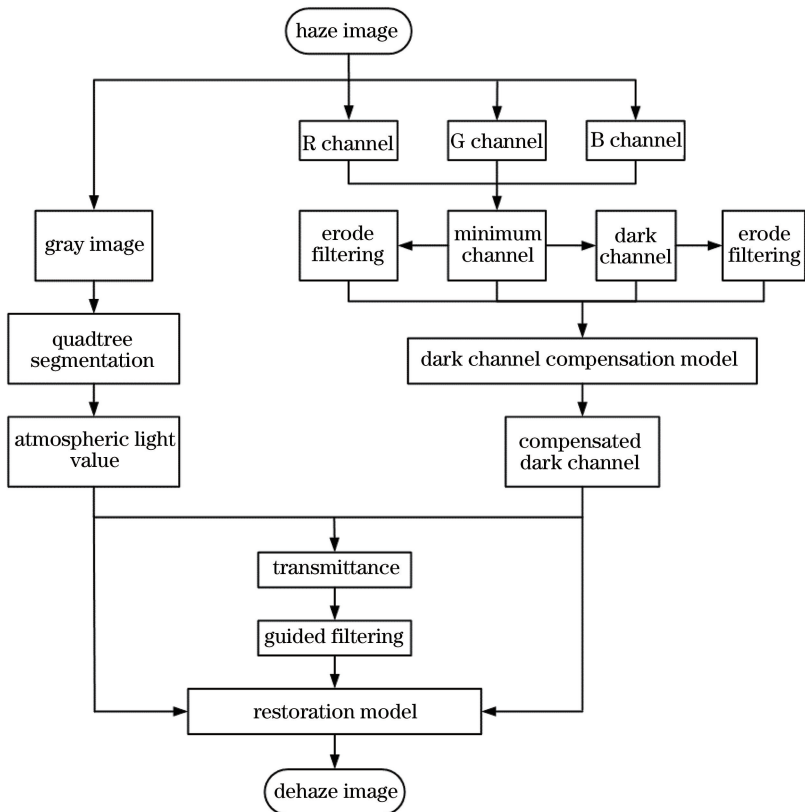 haze image
R channel
G channel
B channel
gray image
erode
filtering
minimum
channel
dark
channel
erode
filtering
quadtree
segmentation
dark channel compensation model
atmospheric light
value
compensated
dark channel
transmittance
guided filtering
restoration model
dehaze image